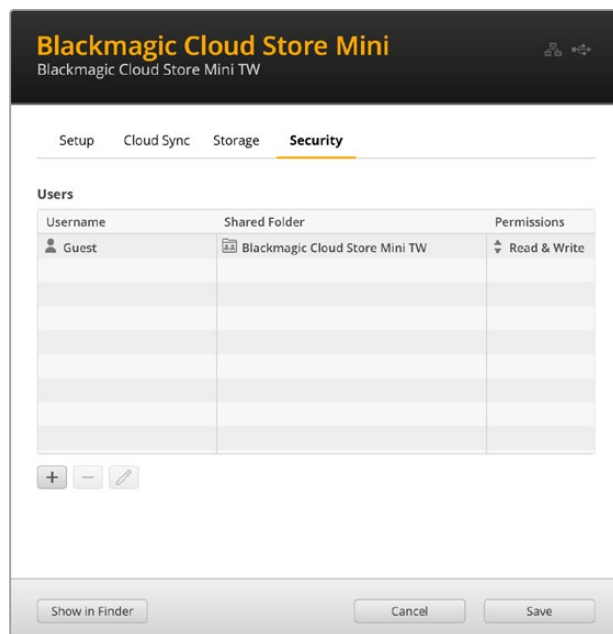 Blackmagic Cloud Store Mini
Blackmagic Cloud Store Mini TW
Setup Cloud Sync Storage Security
Users
Username Shared Folder Permissions
Guest Blackmagic Cloud Store Mini TW Read & Write
Show in Finder Cancel Save